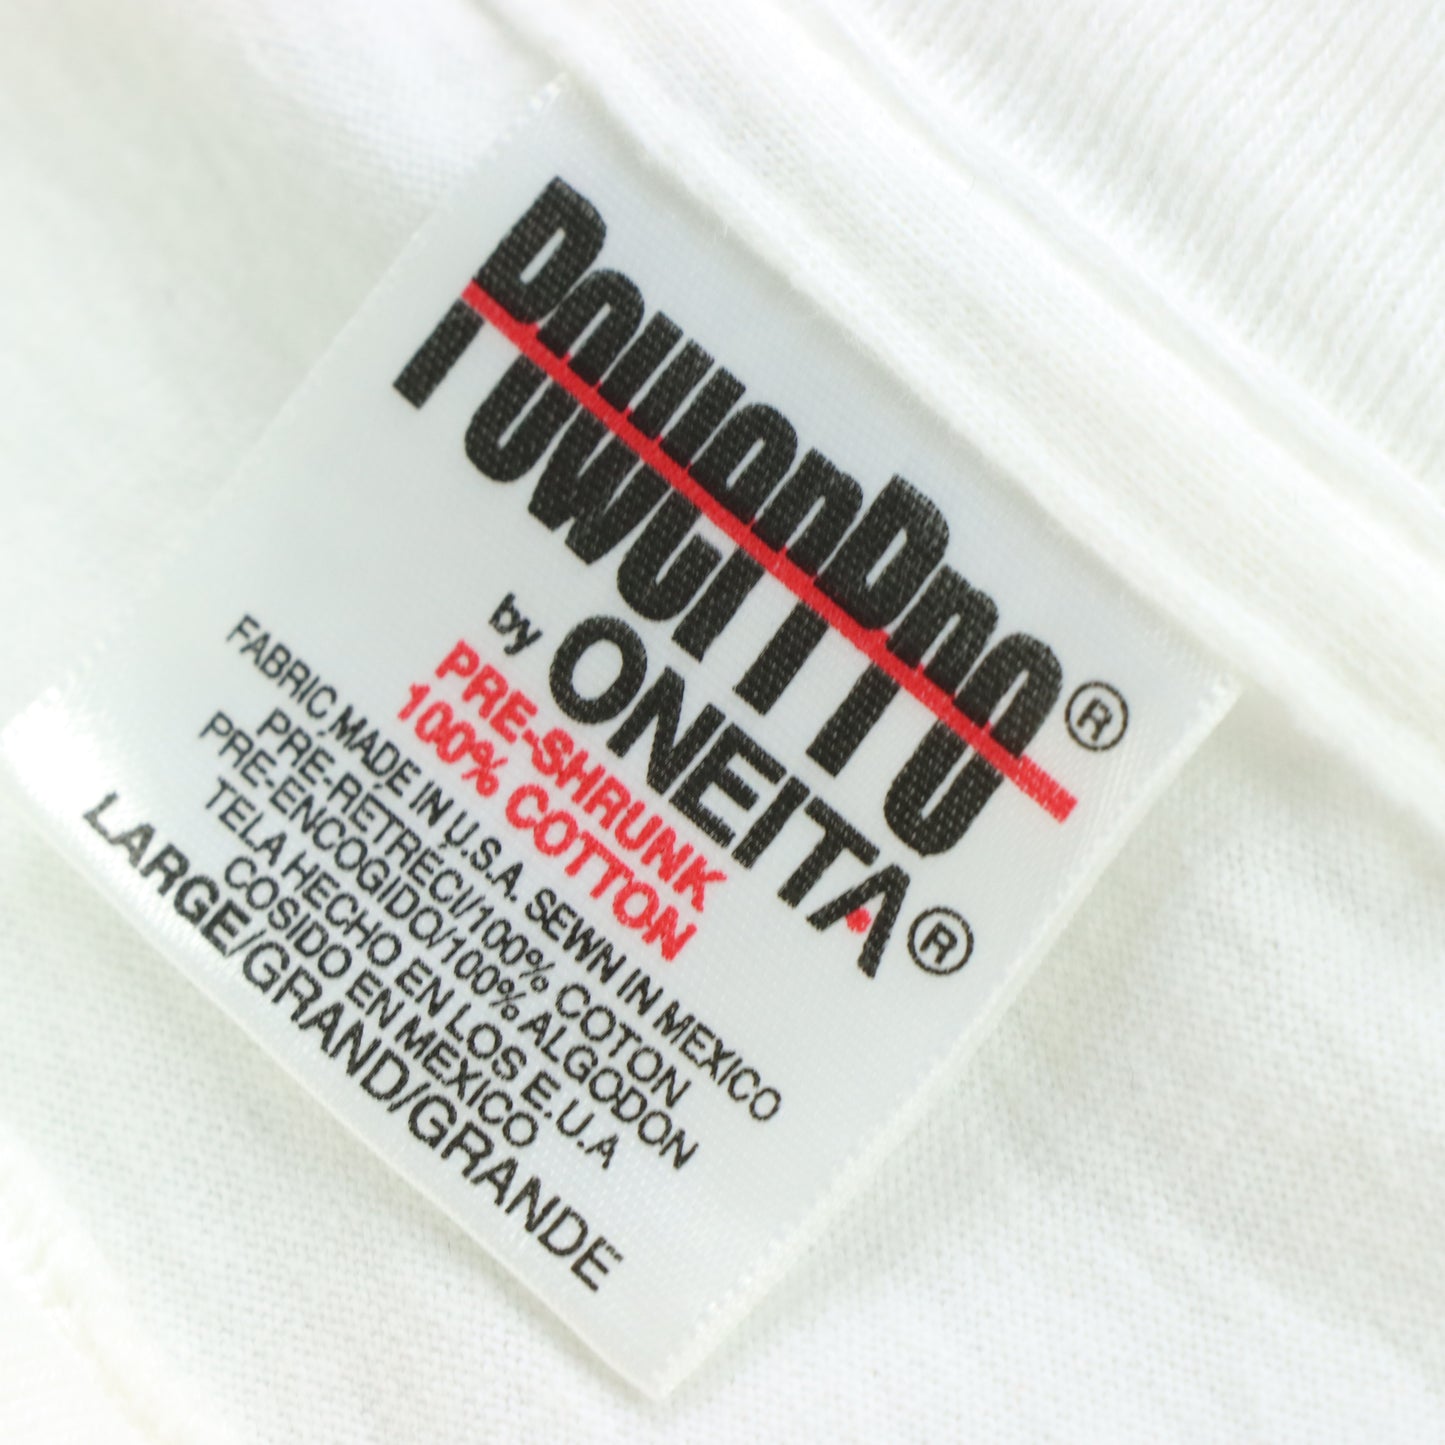 PowerPro®
by ONEITA®
PRE-SHRUNK
100% COTTON
FABRIC MADE IN U.S.A. SEWN IN MEXICO
PRE-RÉTRÉCI/100% COTON
PRE-ENCOGIDO/100% ALGODON
TELA HECHO EN LOS E.U.A
COSIDO EN MEXICO
LARGE/GRAND/GRANDE